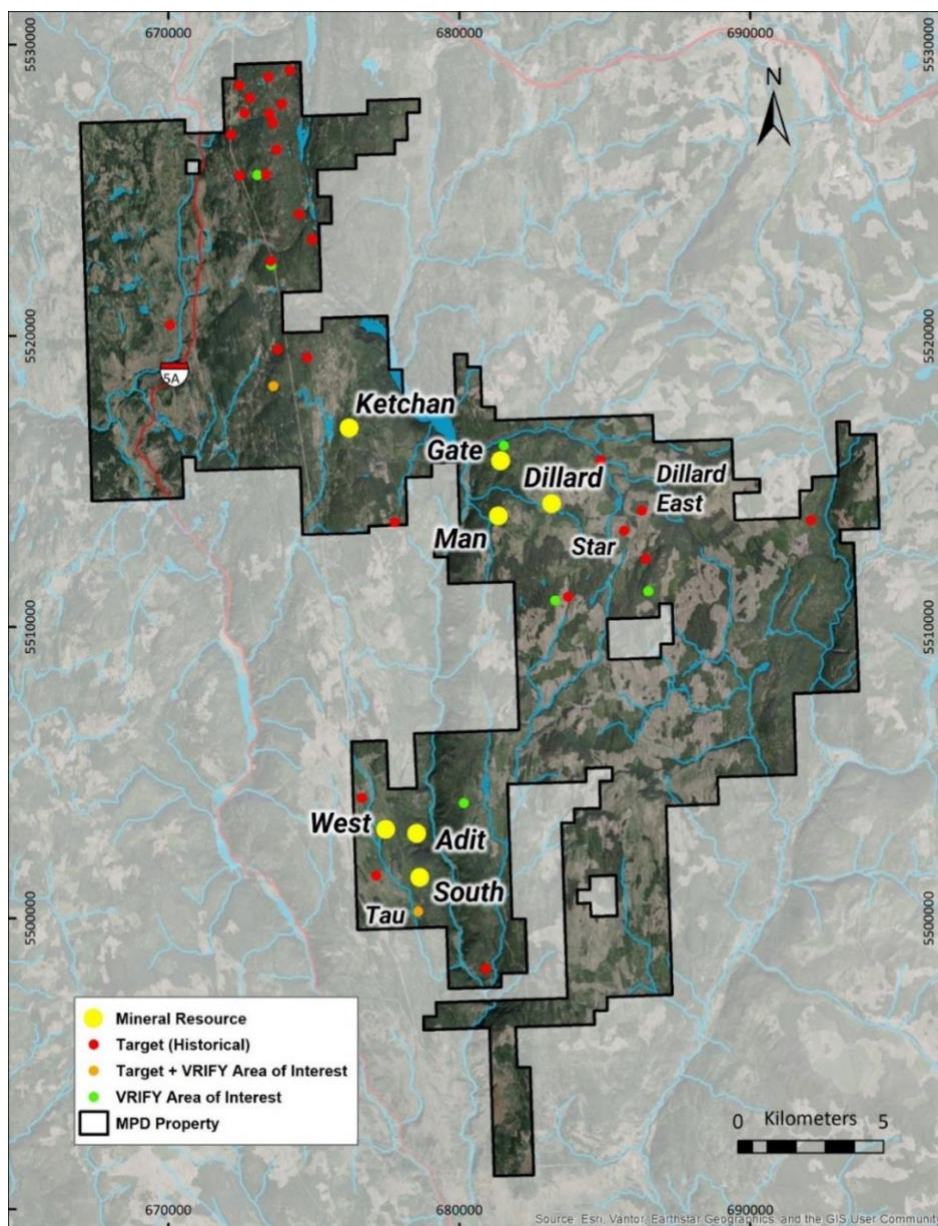 670000
680000
690000
5530000
5530000
N
5520000
5520000
5A
Ketchan
Gate
Dillard
Dillard
East
Man
Star
5510000
5510000
West
Adit
South
Tau
5500000
5500000
Mineral Resource
Target (Historical)
Target + VRIFY Area of Interest
VRIFY Area of Interest
MPD Property
0 Kilometers 5
670000
680000
690000
Source: Esri, Vantor, Earthstar Geographics, and the GIS User Communit